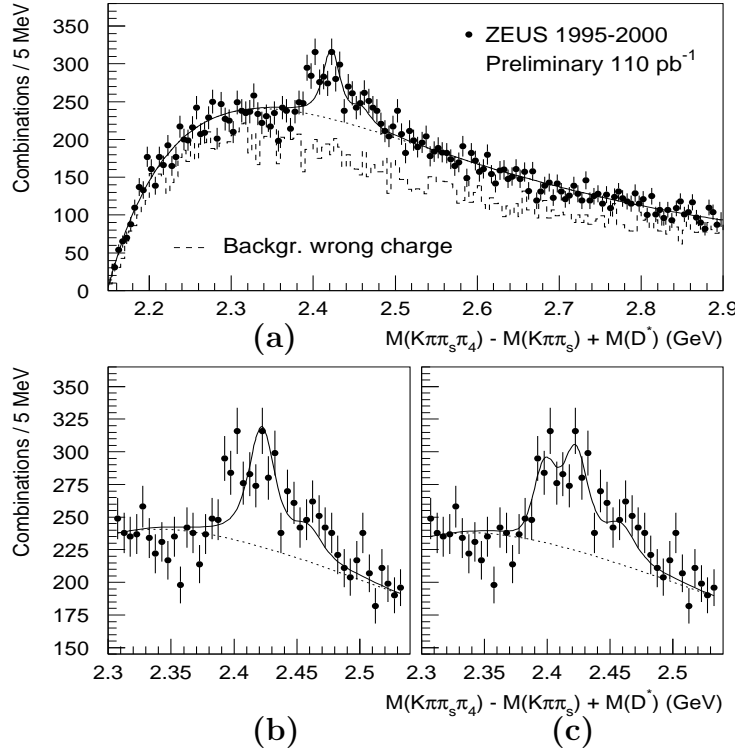 Combinations / 5 MeV
350
300
250
200
150
100
50
0
ZEUS 1995-2000
Preliminary 110 pb-1
Backgr. wrong charge
2.2 2.3 2.4 2.5 2.6 2.7 2.8 2.9
(a)
M(Kππsπ4) - M(Kππs) + M(D*) (GeV)
Combinations / 5 MeV
350
325
300
275
250
225
200
175
150
2.3 2.35 2.4 2.45 2.5
2.3 2.35 2.4 2.45 2.5
M(Kππsπ4) - M(Kππs) + M(D*) (GeV)
(b)
(c)